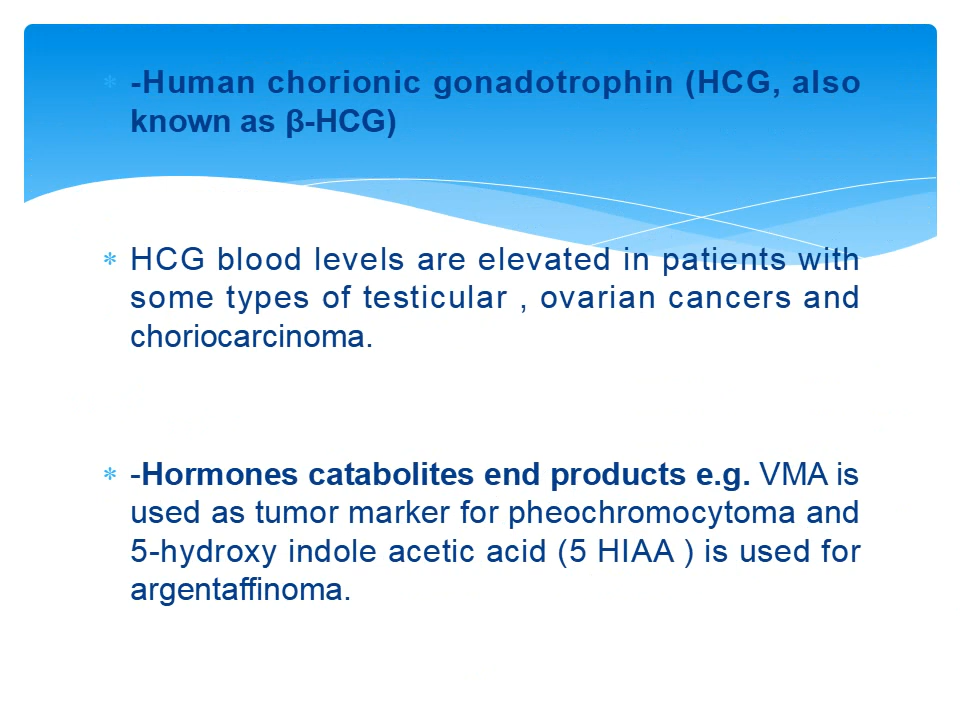 * -Human chorionic gonadotrophin (HCG, also
known as β-HCG)
* HCG blood levels are elevated in patients with
some types of testicular , ovarian cancers and
choriocarcinoma.
* -Hormones catabolites end products e.g. VMA is
used as tumor marker for pheochromocytoma and
5-hydroxy indole acetic acid (5 HIAA ) is used for
argentaffinoma.